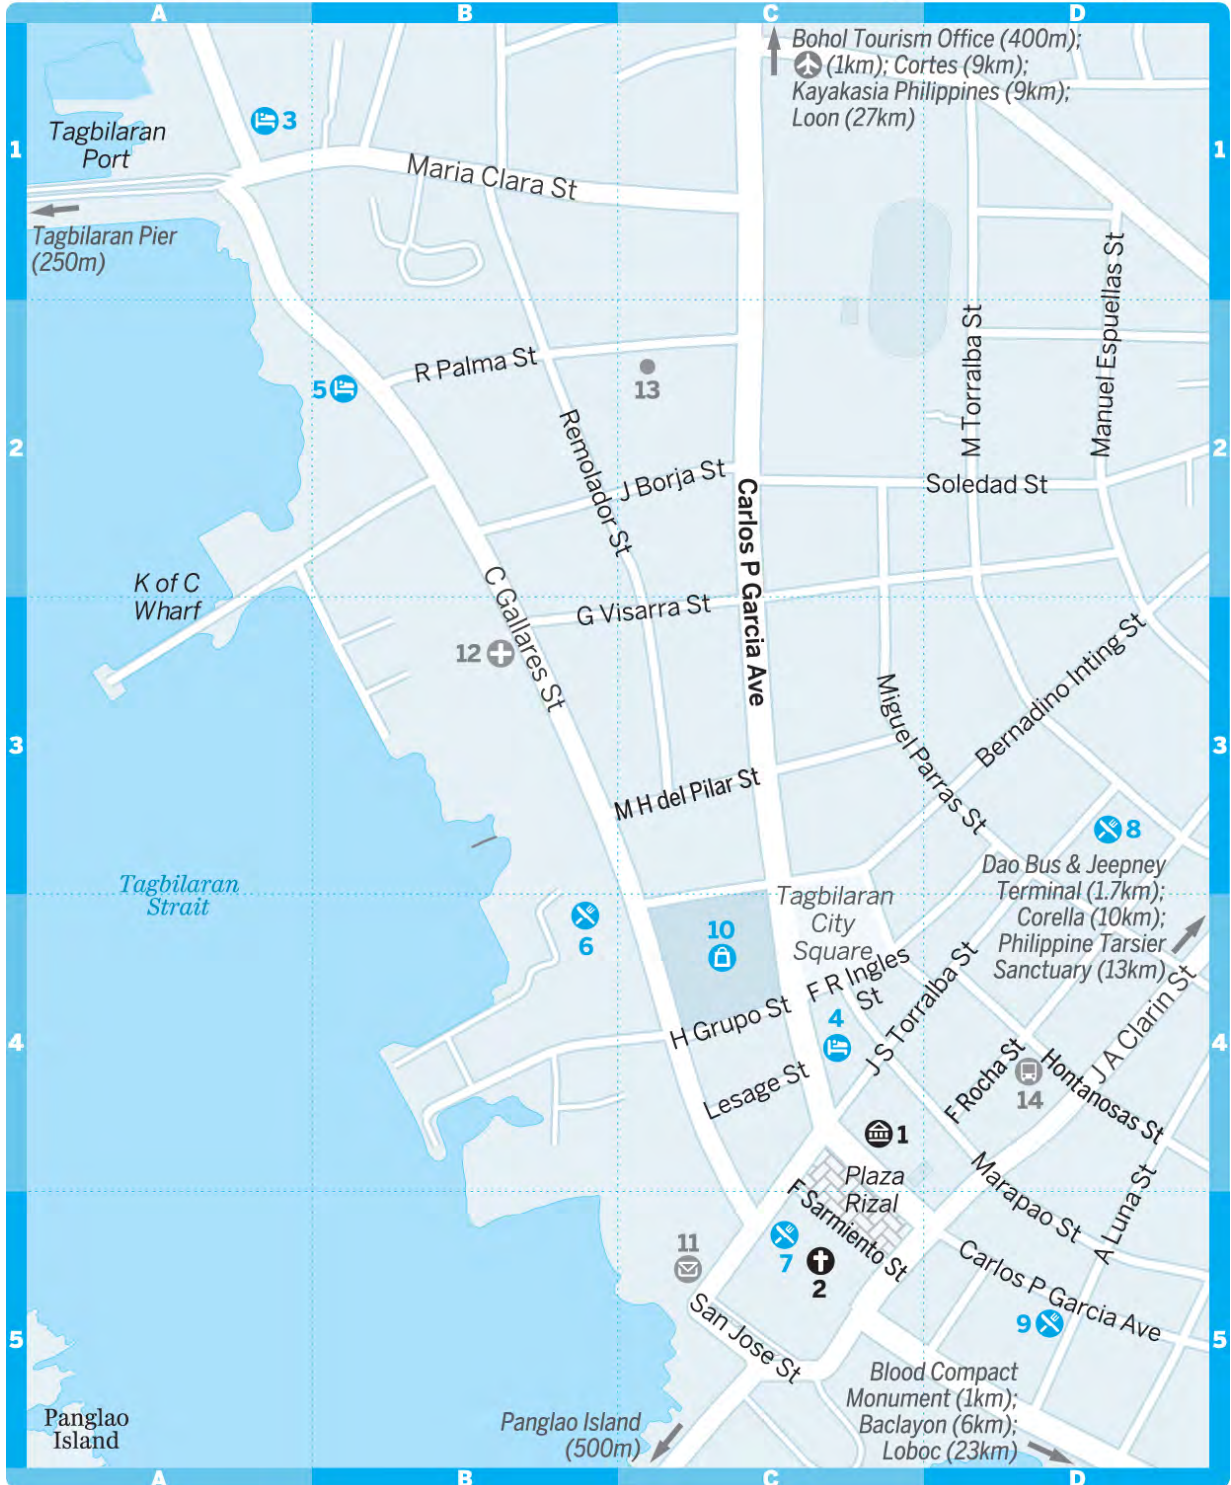 A B C D
Bohol Tourism Office (400m);
(1km); Cortes (9km);
Kayakasia Philippines (9km);
Loon (27km)
3
Tagbilaran
Port
1 1
Maria Clara St
Tagbilaran Pier
(250m)
Manuel Espuellas St
M Torralba St
R Palma St
5
13
Remolador St
2 2
J Borja St
Soledad St
Carlos P Garcia Ave
K of C
Wharf
C Gallares St
G Visarra St
12
Bernadino Inting St
Miguel Parras St
3 3
M H del Pilar St
8
Dao Bus & Jeepney
Terminal (1.7km);
Corella (10km);
Philippine Tarsier
Sanctuary (13km)
Tagbilaran
Strait
Tagbilaran
City
Square
10
6
F R Ingles
St
H Grupo St
4
J S Torralba St
J A Clarin St
4 4
F Rocha St
Hontanosas St
14
Lesage St
1
Plaza
Rizal
Marapao St
A Luna St
F Sarmiento St
11
7
2
Carlos P Garcia Ave
9
San Jose St
5 5
Blood Compact
Monument (1km);
Baclayon (6km);
Loboc (23km)
Panglao
Island
Panglao Island
(500m)
A B C D